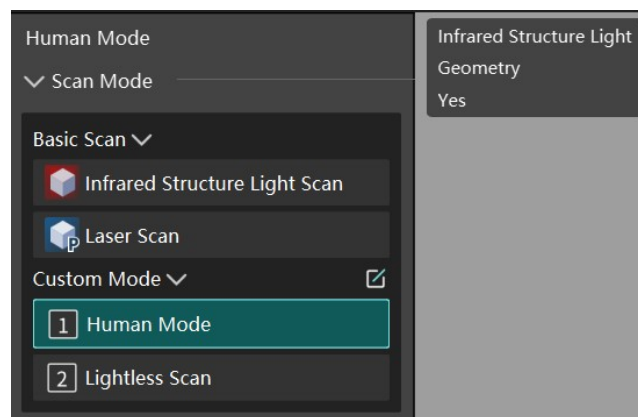 Human Mode
Scan Mode
Basic Scan
Infrared Structure Light Scan
P
Laser Scan
Custom Mode
1 Human Mode
2 Lightless Scan
Infrared Structure Light
Geometry
Yes